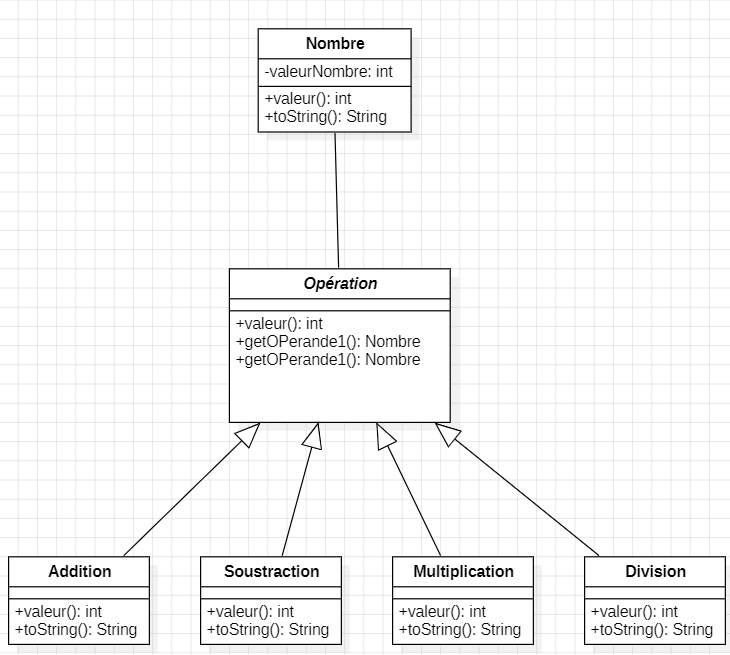 Nombre
-valeurNombre: int
+valeur(): int
+toString(): String
Opération
+valeur(): int
+getOPerande1(): Nombre
+getOPerande1(): Nombre
Addition
+valeur(): int
+toString(): String
Soustraction
+valeur(): int
+toString(): String
Multiplication
+valeur(): int
+toString(): String
Division
+valeur(): int
+toString(): String